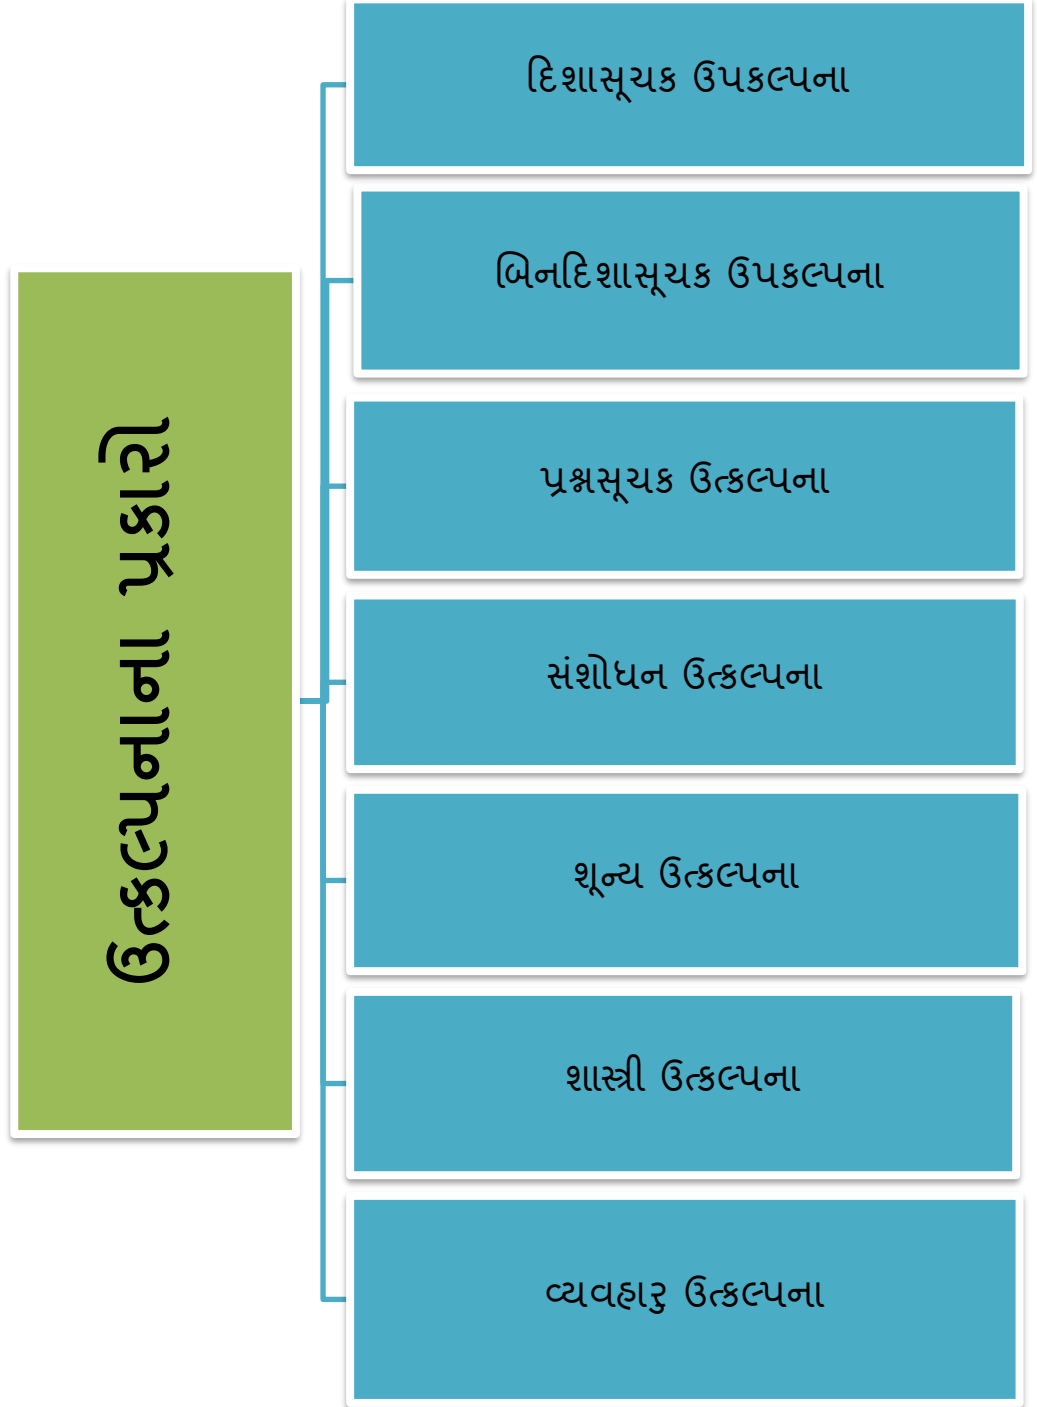 ઉત્કલ્પનાના પ્રકારો
દિશાસૂચક ઉપકલ્પના
બિનદિશાસૂચક ઉપકલ્પના
પ્રશ્નસૂચક ઉત્કલ્પના
સંશોધન ઉત્કલ્પના
શૂન્ય ઉત્કલ્પના
શાસ્ત્રી ઉત્કલ્પના
વ્યવહારુ ઉત્કલ્પના